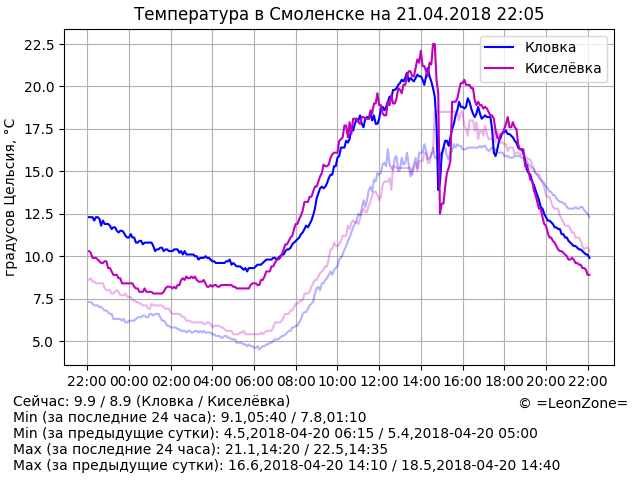 Температура в Смоленске на 21.04.2018 22:05
градусов Цельсия, °C
22.5
20.0
17.5
15.0
12.5
10.0
7.5
5.0
Кловка
Киселёвка
22:00 00:00 02:00 04:00 06:00 08:00 10:00 12:00 14:00 16:00 18:00 20:00 22:00
Сейчас: 9.9 / 8.9 (Кловка / Киселёвка)
© =LeonZone=
Min (за последние 24 часа): 9.1,05:40 / 7.8,01:10
Min (за предыдущие сутки): 4.5,2018-04-20 06:15 / 5.4,2018-04-20 05:00
Max (за последние 24 часа): 21.1,14:20 / 22.5,14:35
Max (за предыдущие сутки): 16.6,2018-04-20 14:10 / 18.5,2018-04-20 14:40